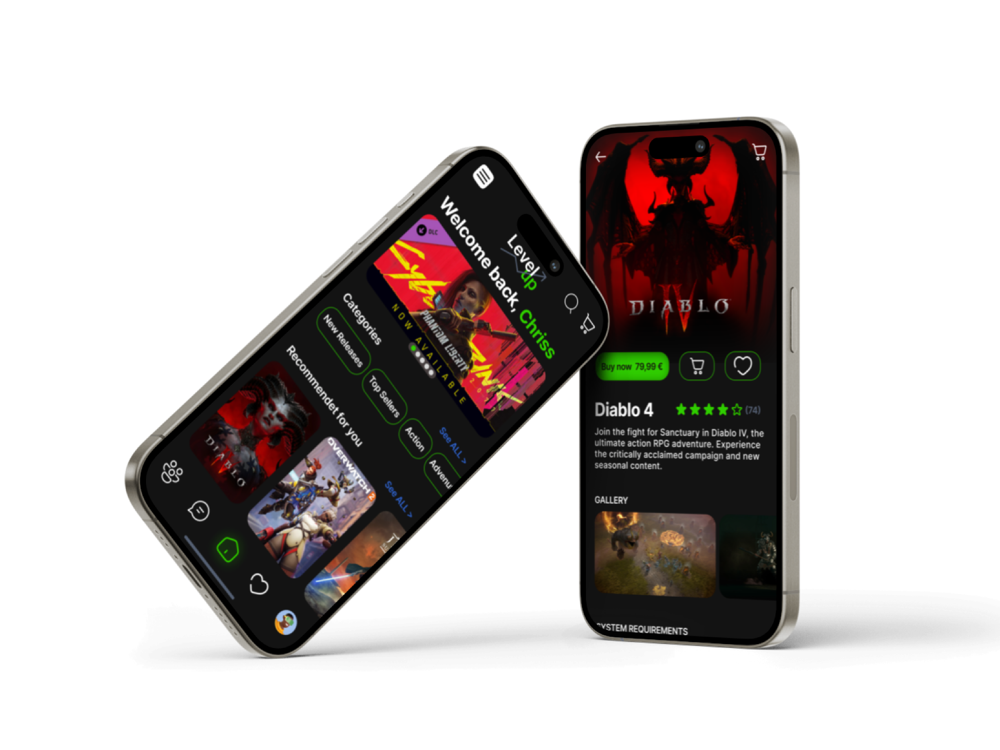 Level
up
Welcome back, Chriss
DLC
PHANTOM LIBERTY
NOW AVAILABLE
Categories
See ALL >
New Releases
Top Sellers
Action
Recommendet for you
See ALL >
DIABLO
IV
OVERWATCH 2
DIABLO
IV
Buy now 79,99 €
Diablo 4
(74)
Join the fight for Sanctuary in Diablo IV, the
ultimate action RPG adventure. Experience
the critically acclaimed campaign and new
seasonal content.
GALLERY
SYSTEM REQUIREMENTS